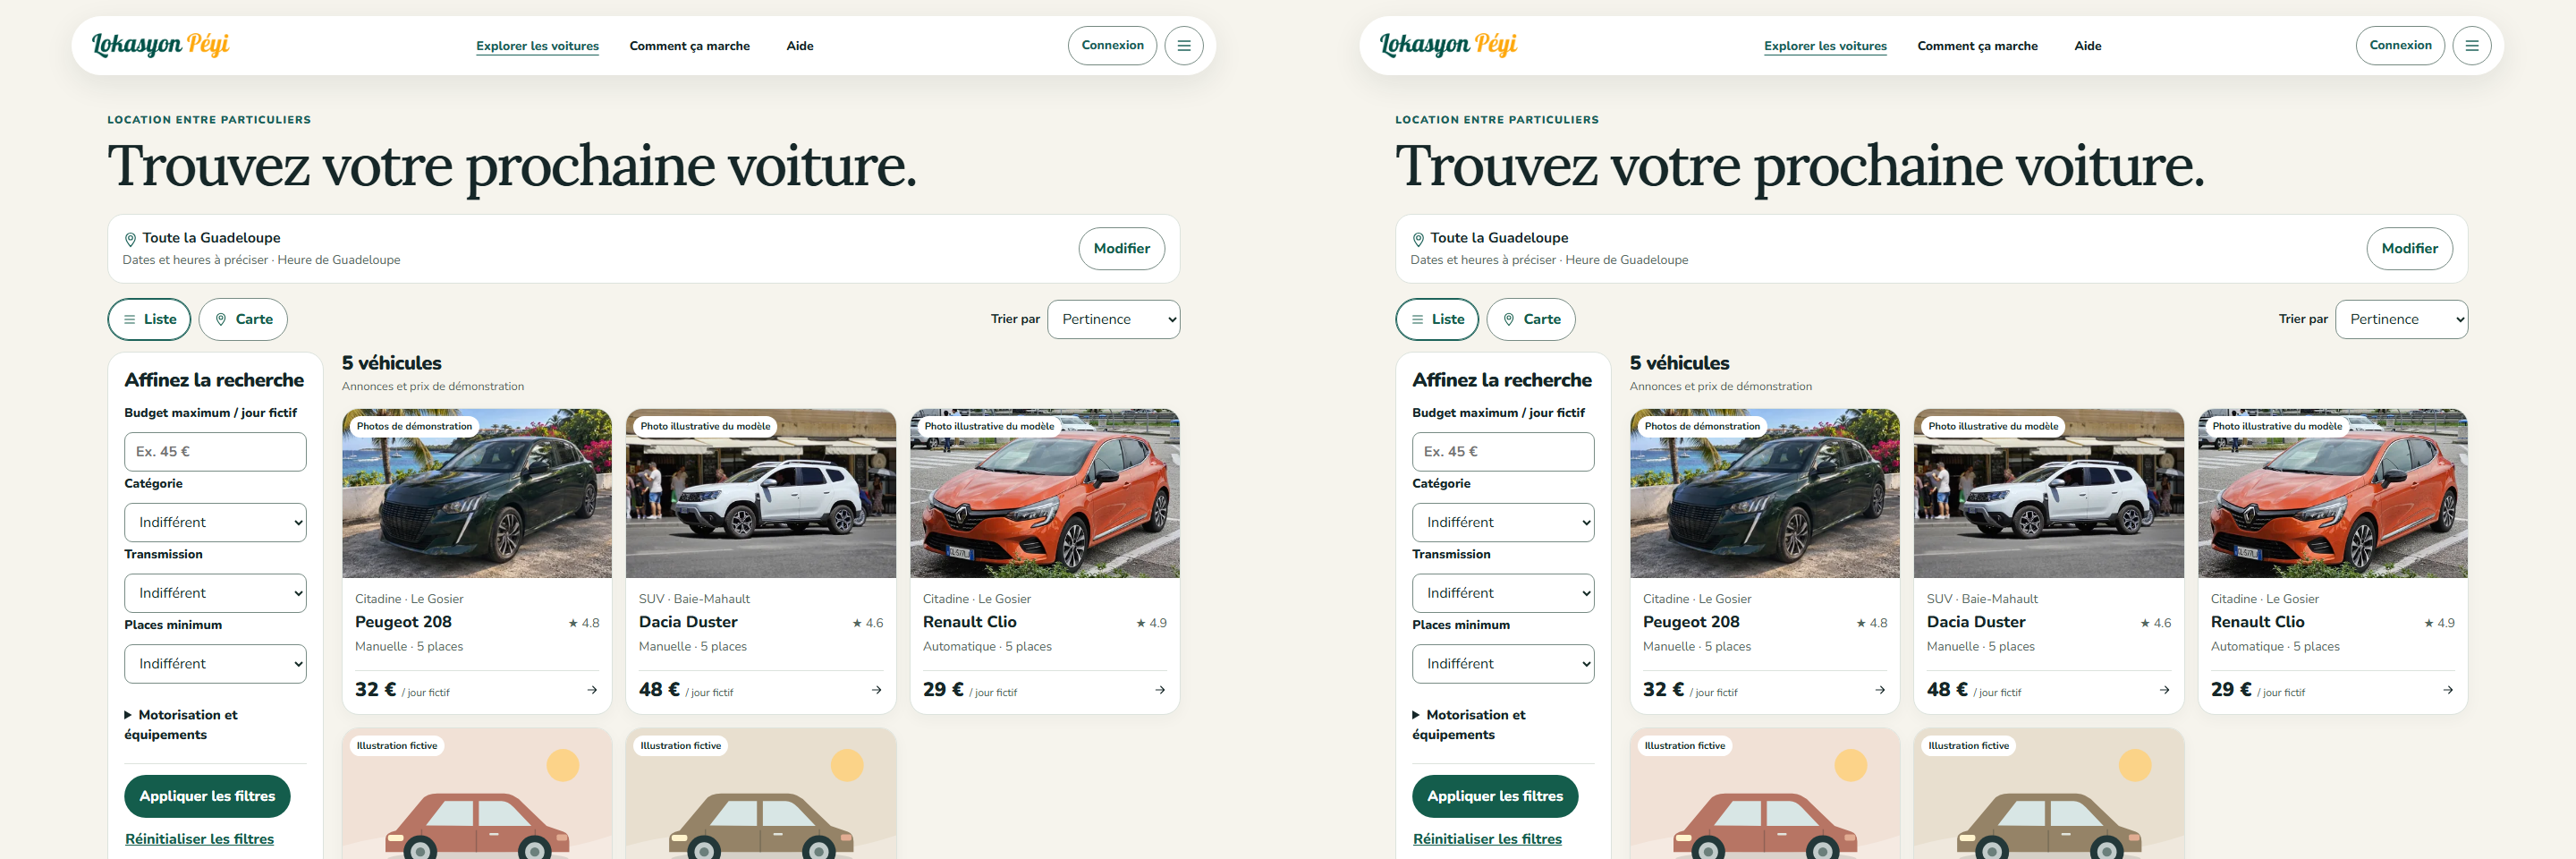 Lokasyon Péyi
Explorer les voitures
Comment ça marche
Aide
Connexion
LOCATION ENTRE PARTICULIERS
Trouvez votre prochaine voiture.
Toute la Guadeloupe
Dates et heures à préciser · Heure de Guadeloupe
Modifier
Liste
Carte
Trier par
Pertinence
Affinez la recherche
Budget maximum / jour fictif
Ex. 45 €
Catégorie
Indifférent
Transmission
Indifférent
Places minimum
Indifférent
Motorisation et
équipements
Appliquer les filtres
Réinitialiser les filtres
5 véhicules
Annonces et prix de démonstration
Photos de démonstration
Citadine · Le Gosier
Peugeot 208
★ 4.8
Manuelle · 5 places
32 € / jour fictif
Photo illustrative du modèle
SUV · Baie-Mahault
Dacia Duster
★ 4.6
Manuelle · 5 places
48 € / jour fictif
Photo illustrative du modèle
Citadine · Le Gosier
Renault Clio
★ 4.9
Automatique · 5 places
29 € / jour fictif
Illustration fictive
Illustration fictive
Lokasyon Péyi
Explorer les voitures
Comment ça marche
Aide
Connexion
LOCATION ENTRE PARTICULIERS
Trouvez votre prochaine voiture.
Toute la Guadeloupe
Dates et heures à préciser · Heure de Guadeloupe
Modifier
Liste
Carte
Trier par
Pertinence
Affinez la recherche
Budget maximum / jour fictif
Ex. 45 €
Catégorie
Indifférent
Transmission
Indifférent
Places minimum
Indifférent
Motorisation et
équipements
Appliquer les filtres
Réinitialiser les filtres
5 véhicules
Annonces et prix de démonstration
Photos de démonstration
Citadine · Le Gosier
Peugeot 208
★ 4.8
Manuelle · 5 places
32 € / jour fictif
Photo illustrative du modèle
SUV · Baie-Mahault
Dacia Duster
★ 4.6
Manuelle · 5 places
48 € / jour fictif
Photo illustrative du modèle
Citadine · Le Gosier
Renault Clio
★ 4.9
Automatique · 5 places
29 € / jour fictif
Illustration fictive
Illustration fictive